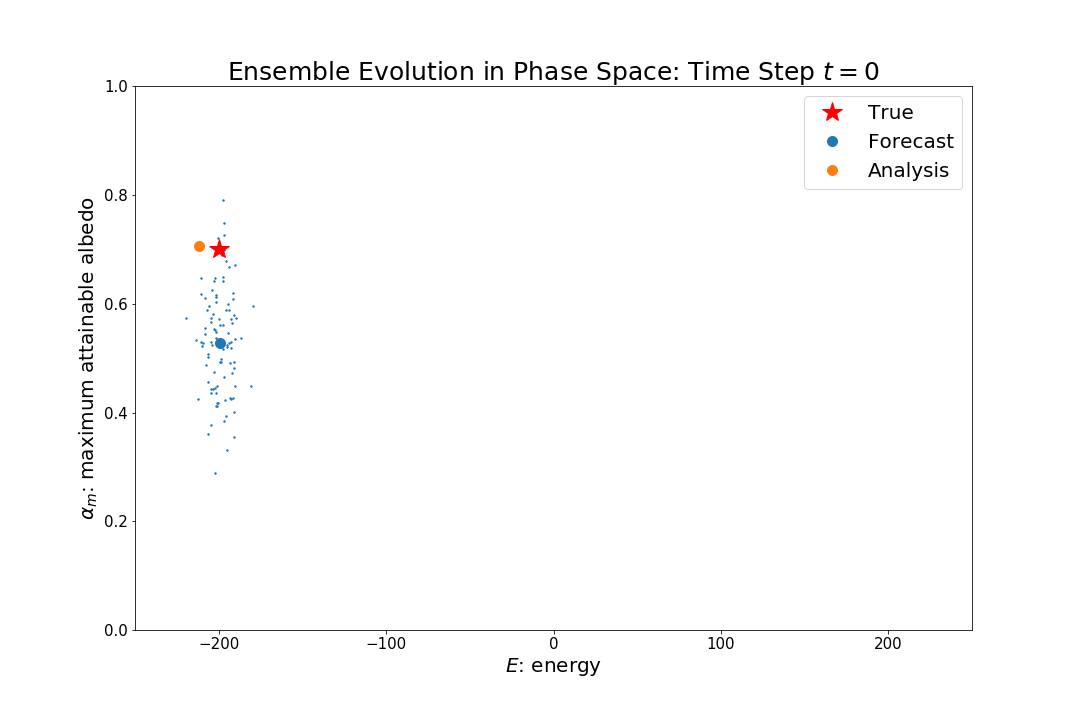 Ensemble Evolution in Phase Space: Time Step t = 0
1.0
0.8
0.6
0.4
0.2
0.0
α_m: maximum attainable albedo
True
Forecast
Analysis
−200
−100
0
100
200
E: energy